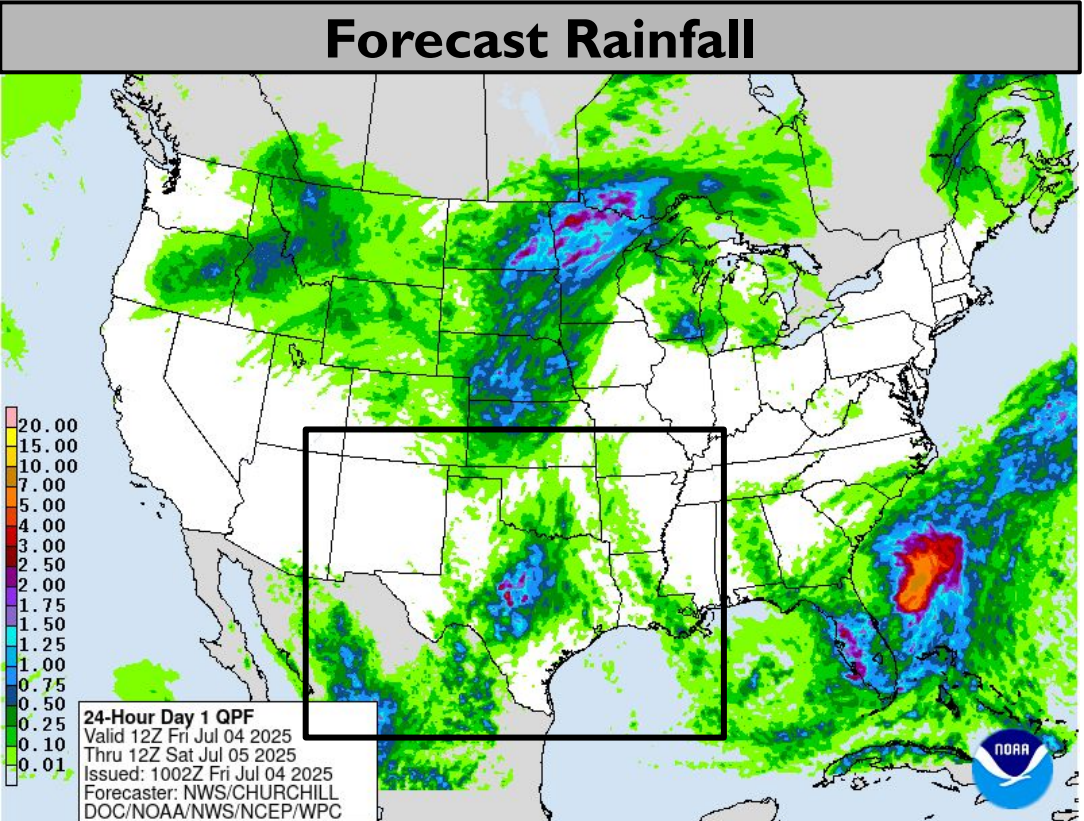 Forecast Rainfall
20.00
15.00
10.00
7.00
5.00
4.00
3.00
2.50
2.00
1.75
1.50
1.25
1.00
0.75
0.50
0.25
0.10
0.01
24-Hour Day 1 QPF
Valid 12Z Fri Jul 04 2025
Thru 12Z Sat Jul 05 2025
Issued: 1002Z Fri Jul 04 2025
Forecaster: NWS/CHURCHILL
DOC/NOAA/NWS/NCEP/WPC
NOAA